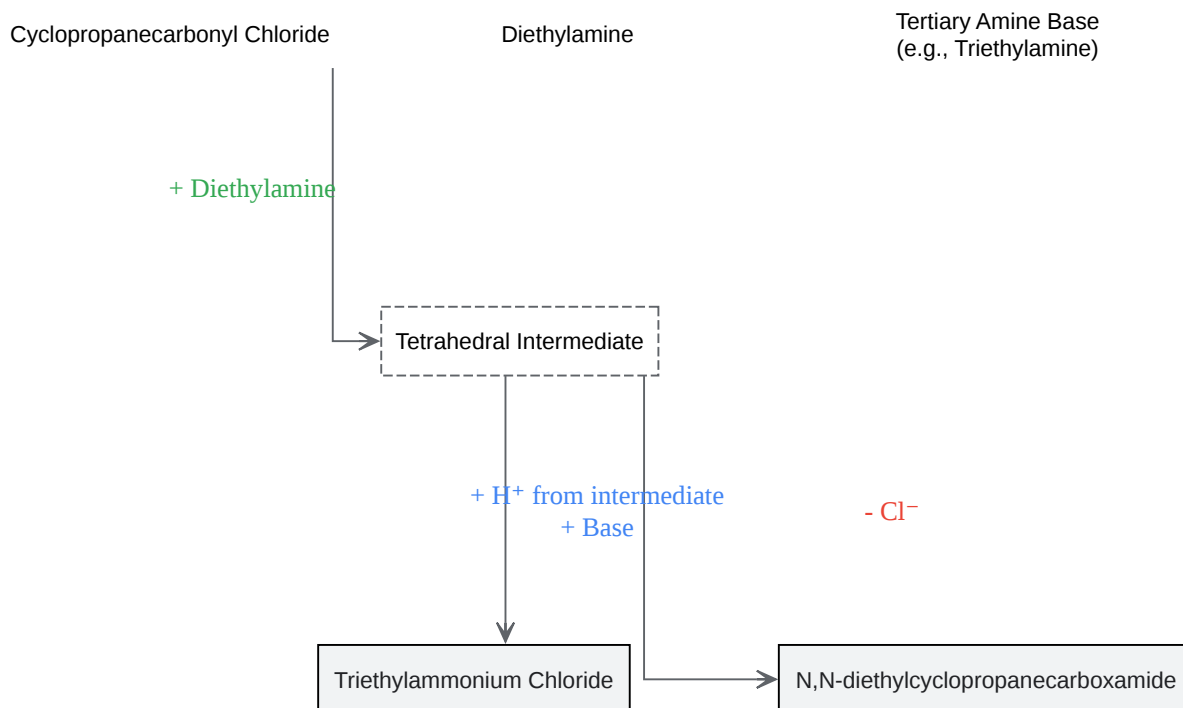 Cyclopropanecarbonyl Chloride
Diethylamine
Tertiary Amine Base
(e.g., Triethylamine)
+ Diethylamine
Tetrahedral Intermediate
+ H⁺ from intermediate
+ Base
- Cl⁻
Triethylammonium Chloride
N,N-diethylcyclopropanecarboxamide